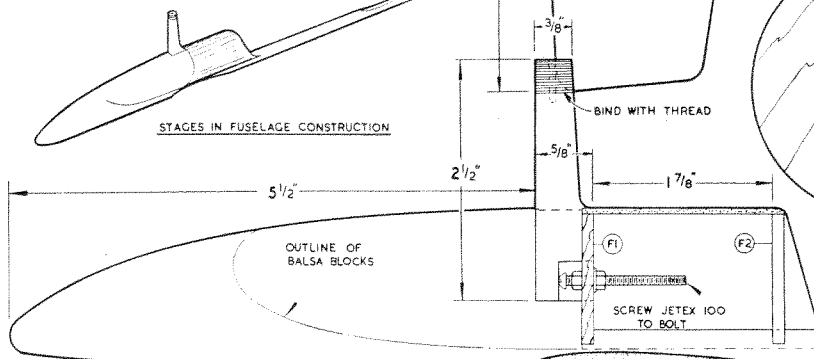 3/8"
BIND WITH THREAD
STAGES IN FUSELAGE CONSTRUCTION
5/8"
2 1/2"
5 1/2"
1 7/8"
OUTLINE OF
BALSA BLOCKS
F1
F2
SCREW JETEX 100
TO BOLT